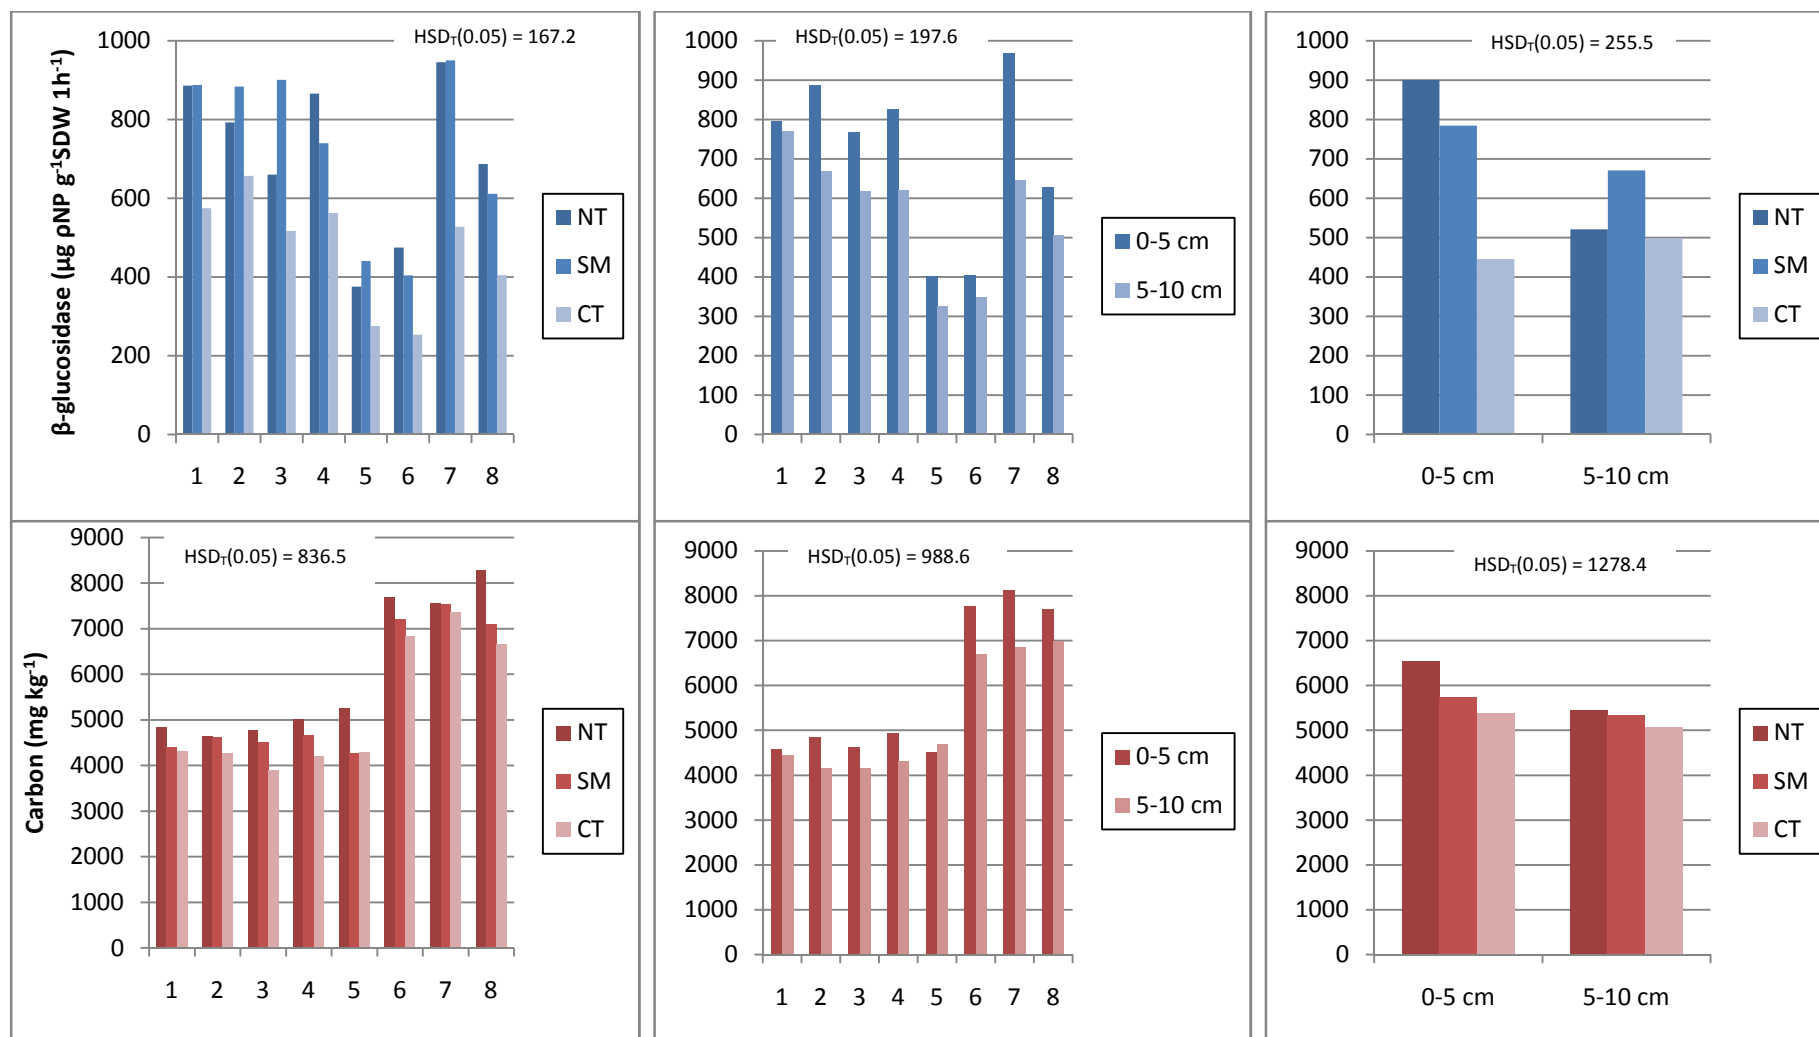 HSDT(0.05) = 167.2
β-glucosidase (μg ρNP g-1SDW 1h-1)
1000
800
600
400
200
0
1 2 3 4 5 6 7 8
NT
SM
CT
HSDT(0.05) = 197.6
1000
900
800
700
600
500
400
300
200
100
0
1 2 3 4 5 6 7 8
0-5 cm
5-10 cm
HSDT(0.05) = 255.5
1000
900
800
700
600
500
400
300
200
100
0
0-5 cm 5-10 cm
NT
SM
CT
HSDT(0.05) = 836.5
Carbon (mg kg-1)
9000
8000
7000
6000
5000
4000
3000
2000
1000
0
1 2 3 4 5 6 7 8
NT
SM
CT
HSDT(0.05) = 988.6
9000
8000
7000
6000
5000
4000
3000
2000
1000
0
1 2 3 4 5 6 7 8
0-5 cm
5-10 cm
HSDT(0.05) = 1278.4
9000
8000
7000
6000
5000
4000
3000
2000
1000
0
0-5 cm 5-10 cm
NT
SM
CT